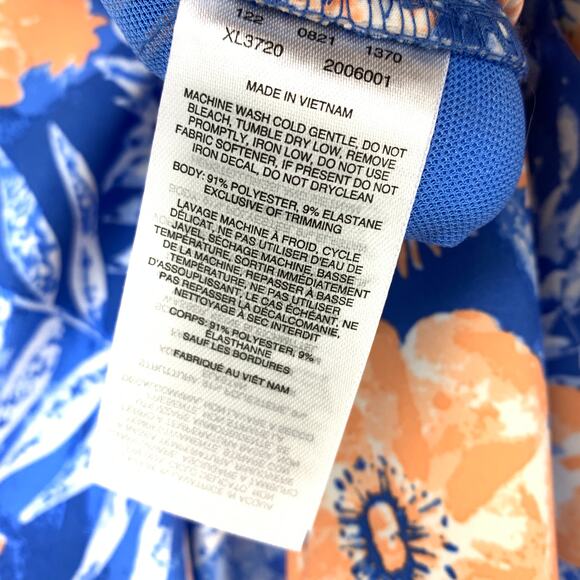 122 0821 1370
XL3720 2006001
MADE IN VIETNAM
MACHINE WASH COLD GENTLE, DO NOT
BLEACH, TUMBLE DRY LOW, REMOVE
PROMPTLY, IRON LOW, DO NOT USE
FABRIC SOFTENER, IF PRESENT DO NOT
IRON DECAL, DO NOT DRYCLEAN
BODY: 91% POLYESTER, 9% ELASTANE
EXCLUSIVE OF TRIMMING
LAVAGE MACHINE À FROID, CYCLE
DÉLICAT, NE PAS UTILISER D'EAU DE
JAVEL, SÉCHAGE MACHINE, BASSE
TEMPÉRATURE, SORTIR IMMÉDIATEMENT
DE LA MACHINE, REPASSER À BASSE
TEMPÉRATURE, NE PAS UTILISER
D'ASSOUPLISSANT, LE CAS ÉCHÉANT, NE
PAS REPASSER LA DÉCALCOMANIE,
NETTOYAGE À SEC INTERDIT
CORPS: 91% POLYESTER, 9%
ÉLASTHANNE
SAUF LES BORDURES
FABRIQUÉ AU VIÊT NAM